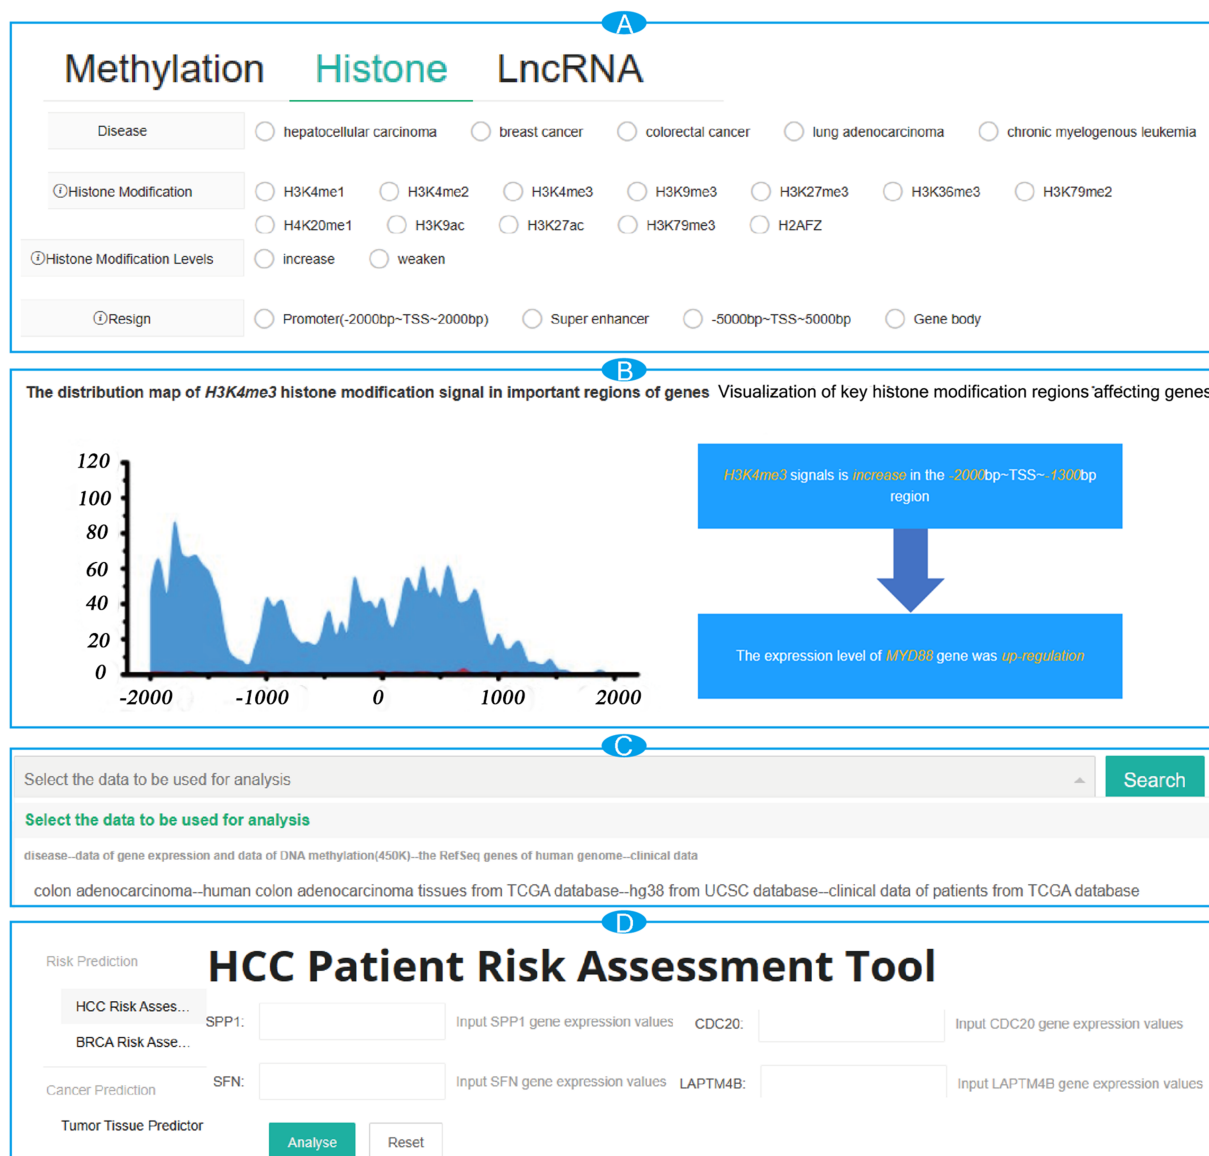 A
Methylation Histone LncRNA
Disease hepatocellular carcinoma breast cancer colorectal cancer lung adenocarcinoma chronic myelogenous leukemia
ⓘHistone Modification H3K4me1 H3K4me2 H3K4me3 H3K9me3 H3K27me3 H3K36me3 H3K79me2
H4K20me1 H3K9ac H3K27ac H3K79me3 H2AFZ
ⓘHistone Modification Levels increase weaken
ⓘResign Promoter(-2000bp~TSS~2000bp) Super enhancer -5000bp~TSS~5000bp Gene body
B
The distribution map of H3K4me3 histone modification signal in important regions of genes Visualization of key histone modification regions affecting genes
120
100
80
60
40
20
0
-2000 -1000 0 1000 2000
H3K4me3 signals is increase in the -2000bp~TSS~-1300bp
region
The expression level of MYD88 gene was up-regulation
C
Select the data to be used for analysis Search
Select the data to be used for analysis
disease--data of gene expression and data of DNA methylation(450K)--the RefSeq genes of human genome--clinical data
colon adenocarcinoma--human colon adenocarcinoma tissues from TCGA database--hg38 from UCSC database--clinical data of patients from TCGA database
D
Risk Prediction
HCC Patient Risk Assessment Tool
HCC Risk Asses...
BRCA Risk Asse...
Cancer Prediction
Tumor Tissue Predictor
SPP1: Input SPP1 gene expression values CDC20: Input CDC20 gene expression values
SFN: Input SFN gene expression values LAPTM4B: Input LAPTM4B gene expression values
Analyse Reset